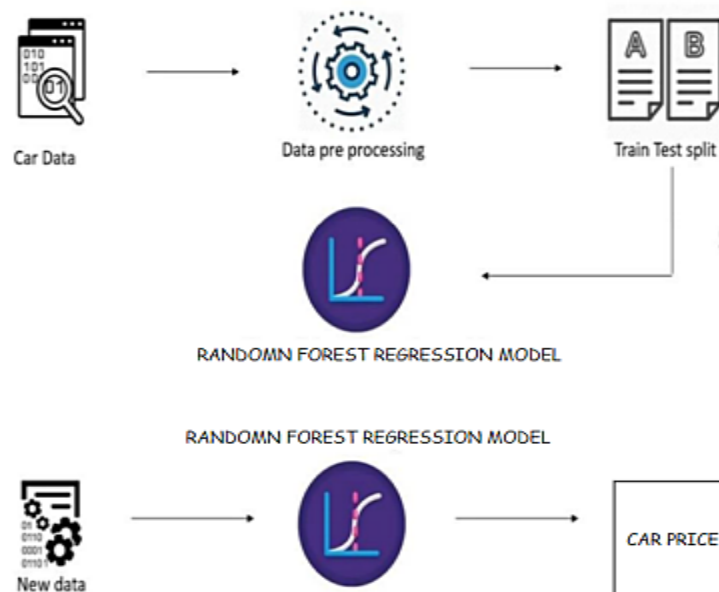 010
101
00
01
Car Data
Data pre processing
A
B
Train Test split
RANDOMN FOREST REGRESSION MODEL
RANDOMN FOREST REGRESSION MODEL
01
0110
0001
01101
New data
CAR PRICE